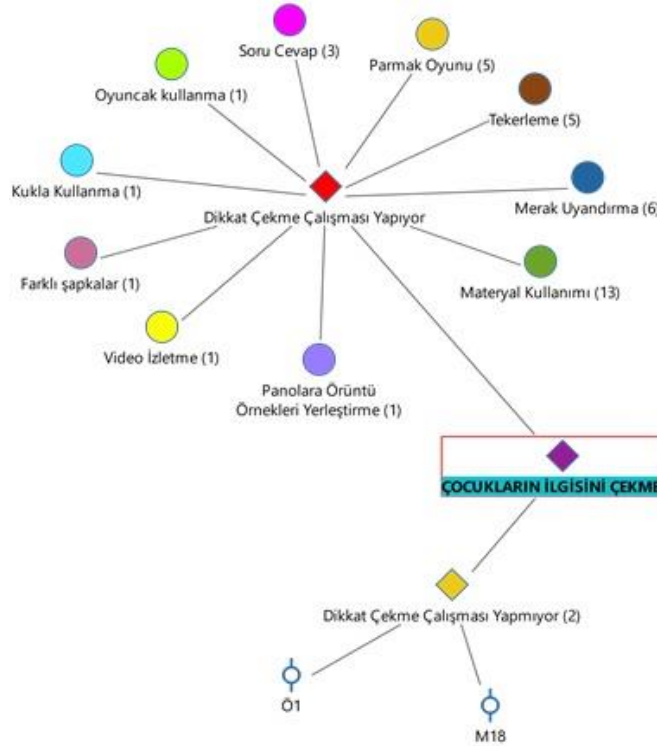 Soru Cevap (3)
Parmak Oyunu (5)
Oyuncak kullanma (1)
Tekerleme (5)
Kukla Kullanma (1)
Merak Uyandırma (6)
Dikkat Çekme Çalışması Yapıyor
Farklı şapkalar (1)
Materyal Kullanımı (13)
Video İzletme (1)
Panolara Örüntü
Örnekleri Yerleştirme (1)
ÇOCUKLARIN İLGİSİNİ ÇEKME
Dikkat Çekme Çalışması Yapmıyor (2)
Ö1
M18